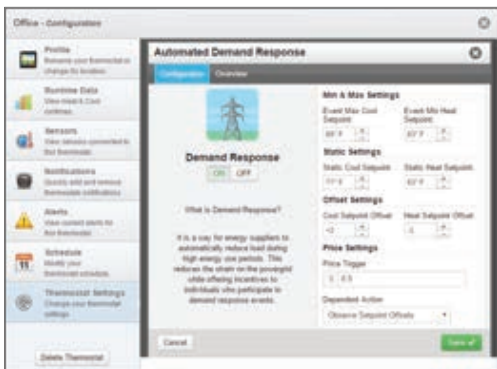 Office - Configuration
Profile
Rename your thermostat or
change its location.
Runtime Data
View Heat & Cool
runtimes.
Sensors
View sensors connected to
this thermostat.
Notifications
Quickly add and remove
thermostat notifications.
Alerts
View current alerts for
this thermostat.
Schedule
Modify your
thermostat schedule.
Thermostat Settings
Change your thermostat
settings.
Delete Thermostat
Automated Demand Response
Configuration Overview
Demand Response
ON OFF
What is Demand Response?
It is a way for energy suppliers to
automatically reduce load during
high energy use periods. This
reduces the strain on the powergrid
while offering incentives to
individuals who participate in
demand response events.
Min & Max Settings
Event Max Cool
Setpoint:
Event Min Heat
Setpoint:
Static Settings
Static Cool Setpoint:
Static Heat Setpoint:
77° F
Offset Settings
Cool Setpoint Offset:
Heat Setpoint Offset:
Price Settings
Price Trigger
$ 0.5
Dependent Action
Observe Setpoint Offsets
Cancel
Save